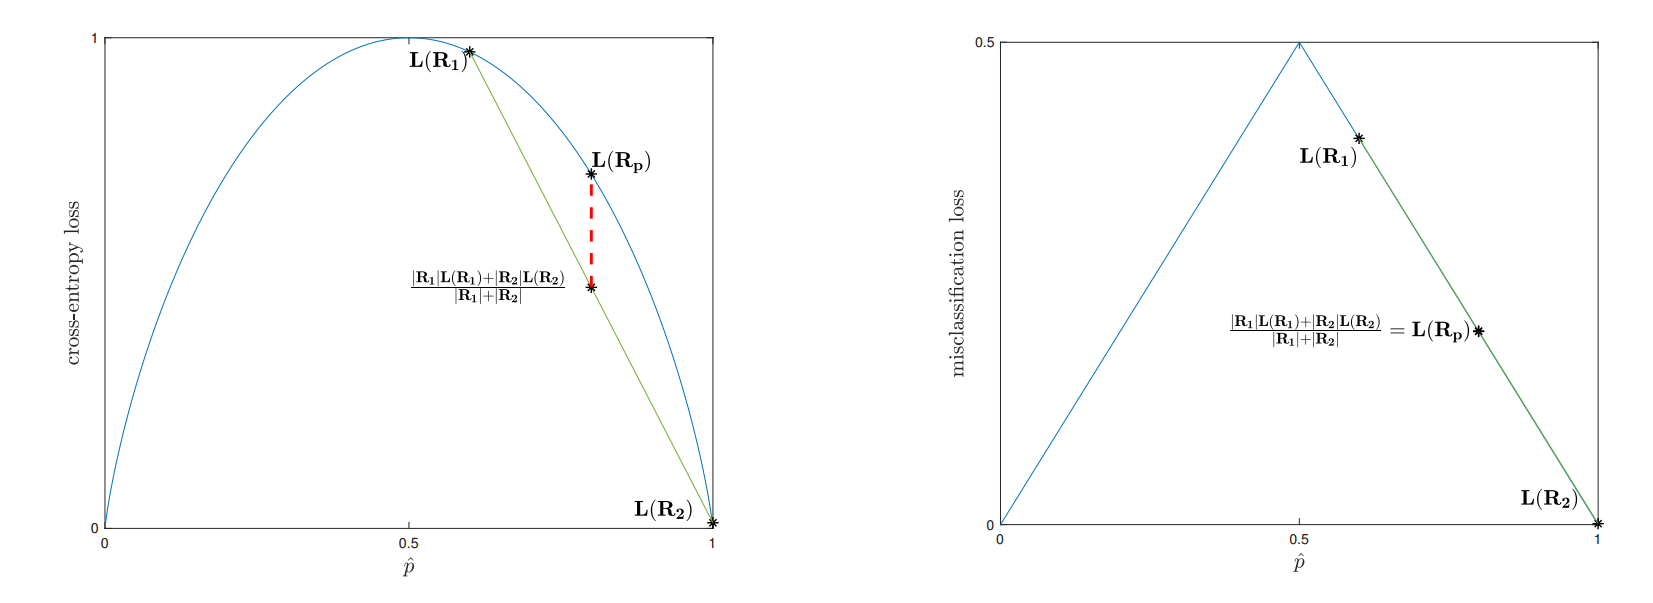 1
L(R₁)
L(Rₚ)
|R₁|L(R₁)+|R₂|L(R₂)
|R₁|+|R₂|
L(R₂)
0
0 0.5 1
p̂
cross-entropy loss
0.5
L(R₁)
|R₁|L(R₁)+|R₂|L(R₂)
|R₁|+|R₂|
= L(Rₚ)
L(R₂)
0
0 0.5 1
p̂
misclassification loss